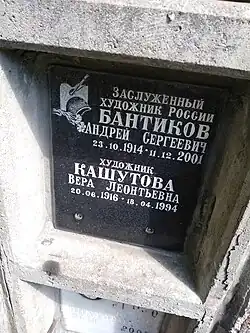 ЗАСЛУЖЕННЫЙ
ХУДОЖНИК РОССИИ
БАНТИКОВ
АНДРЕЙ СЕРГЕЕВИЧ
23.10.1914 - 11.12.2001
ХУДОЖНИК
КАШУТОВА
ВЕРА ЛЕОНТЬЕВНА
20.06.1916 - 18.04.1994